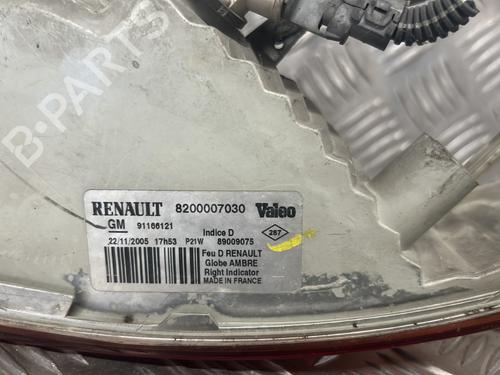 B-PARTS
RENAULT 8200007030 Valeo
GM 91166121 Indice D 287
22/11/2005 17h53 P21W 89009075
Feu D RENAULT
Globe AMBRE
Right Indicator
MADE IN FRANCE